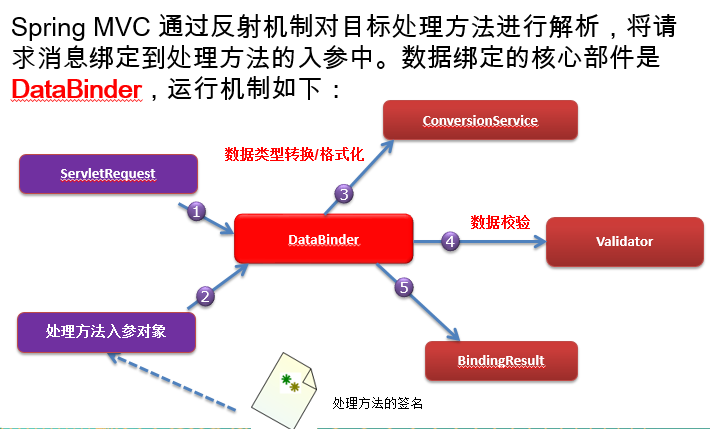 Spring MVC 通过反射机制对目标处理方法进行解析，将请
求消息绑定到处理方法的入参中。数据绑定的核心部件是
DataBinder，运行机制如下：
ConversionService
数据类型转换/格式化
ServletRequest
3
1
数据校验
DataBinder
4
Validator
2
5
处理方法入参对象
BindingResult
处理方法的签名